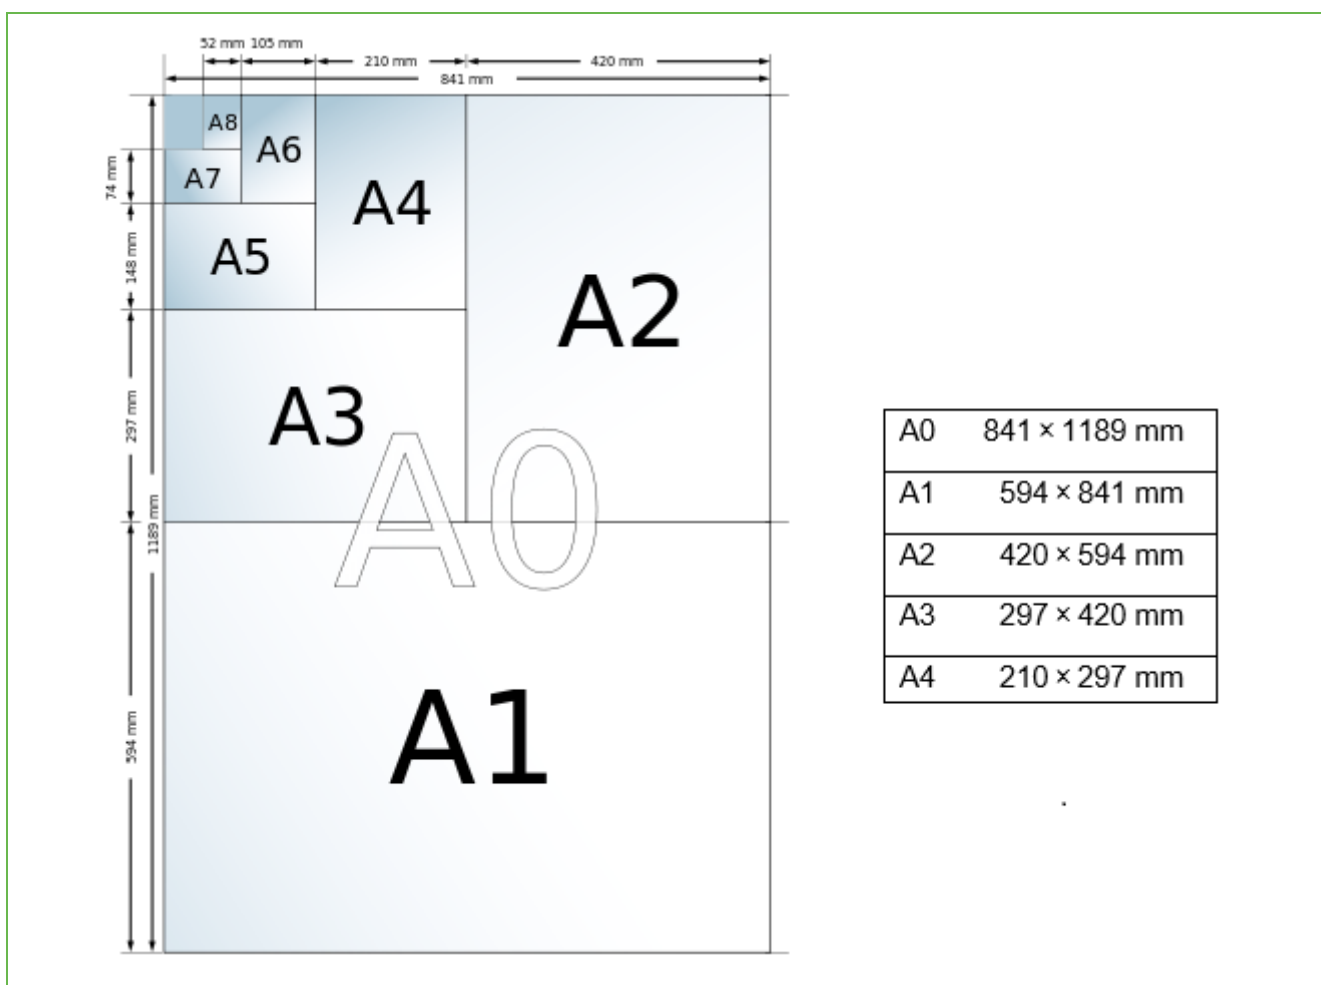 52 mm 105 mm
210 mm
420 mm
841 mm
A8
A6
A7
74 mm
A4
A5
148 mm
A2
A3
297 mm
A0
1189 mm
A1
594 mm
A0 841 × 1189 mm
A1 594 × 841 mm
A2 420 × 594 mm
A3 297 × 420 mm
A4 210 × 297 mm
.